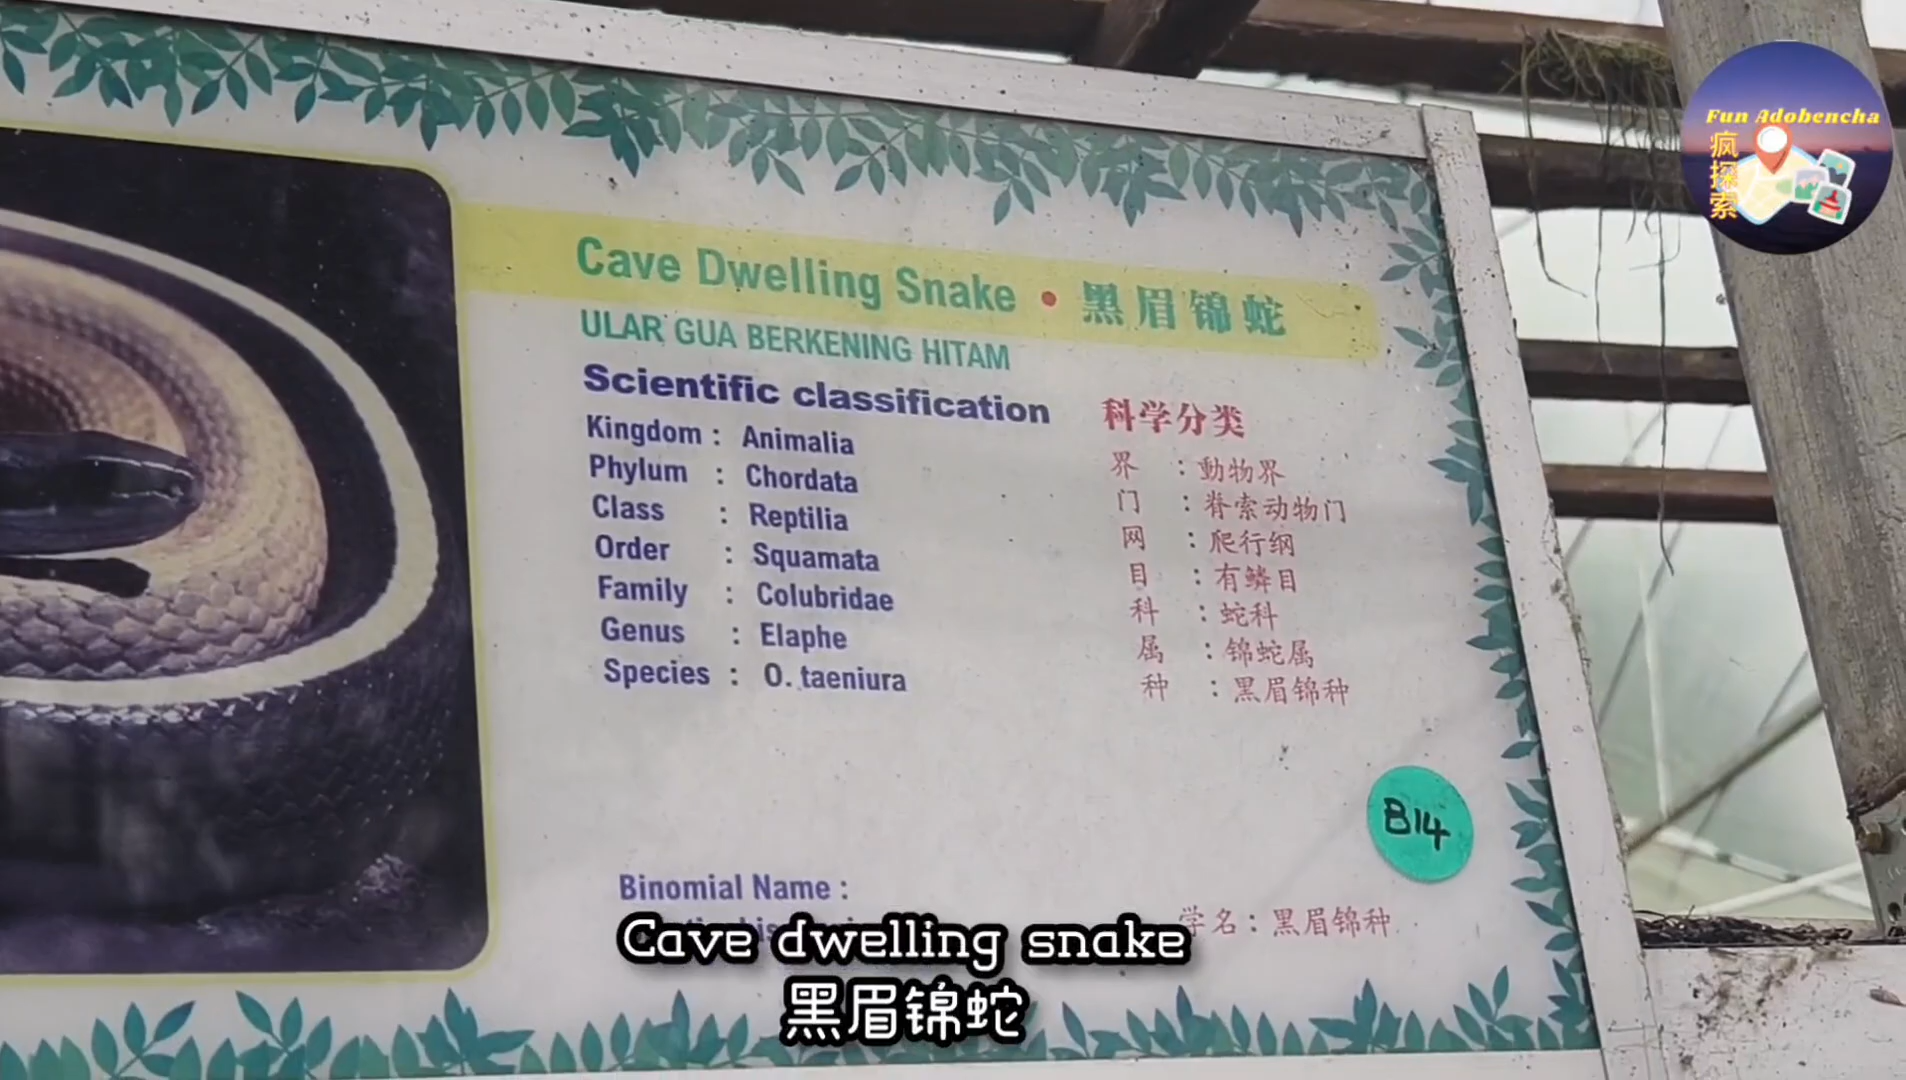 Fun Adobencha
疯探索
Cave Dwelling Snake • 黑眉锦蛇
ULAR GUA BERKENING HITAM
Scientific classification
Kingdom : Animalia
Phylum : Chordata
Class : Reptilia
Order : Squamata
Family : Colubridae
Genus : Elaphe
Species : O. taeniura
科学分类
界 : 動物界
门 : 脊索动物门
网 : 爬行纲
目 : 有鳞目
科 : 蛇科
属 : 锦蛇属
种 : 黑眉锦种
B14
Binomial Name :
学名 : 黑眉锦种
Cave dwelling snake
黑眉锦蛇